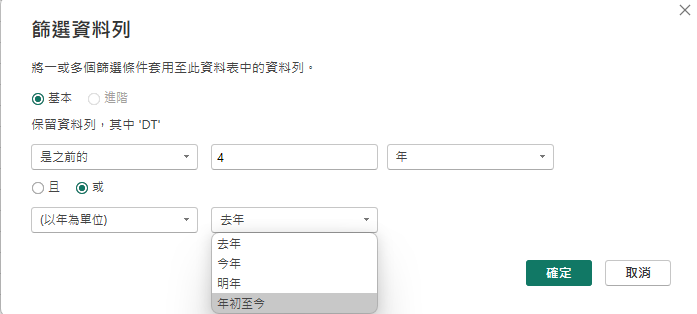 篩選資料列
將一或多個篩選條件套用至此資料表中的資料列。
基本 進階
保留資料列，其中 'DT'
是之前的 4 年
且 或
(以年為單位) 去年
去年
今年
明年
年初至今
確定 取消